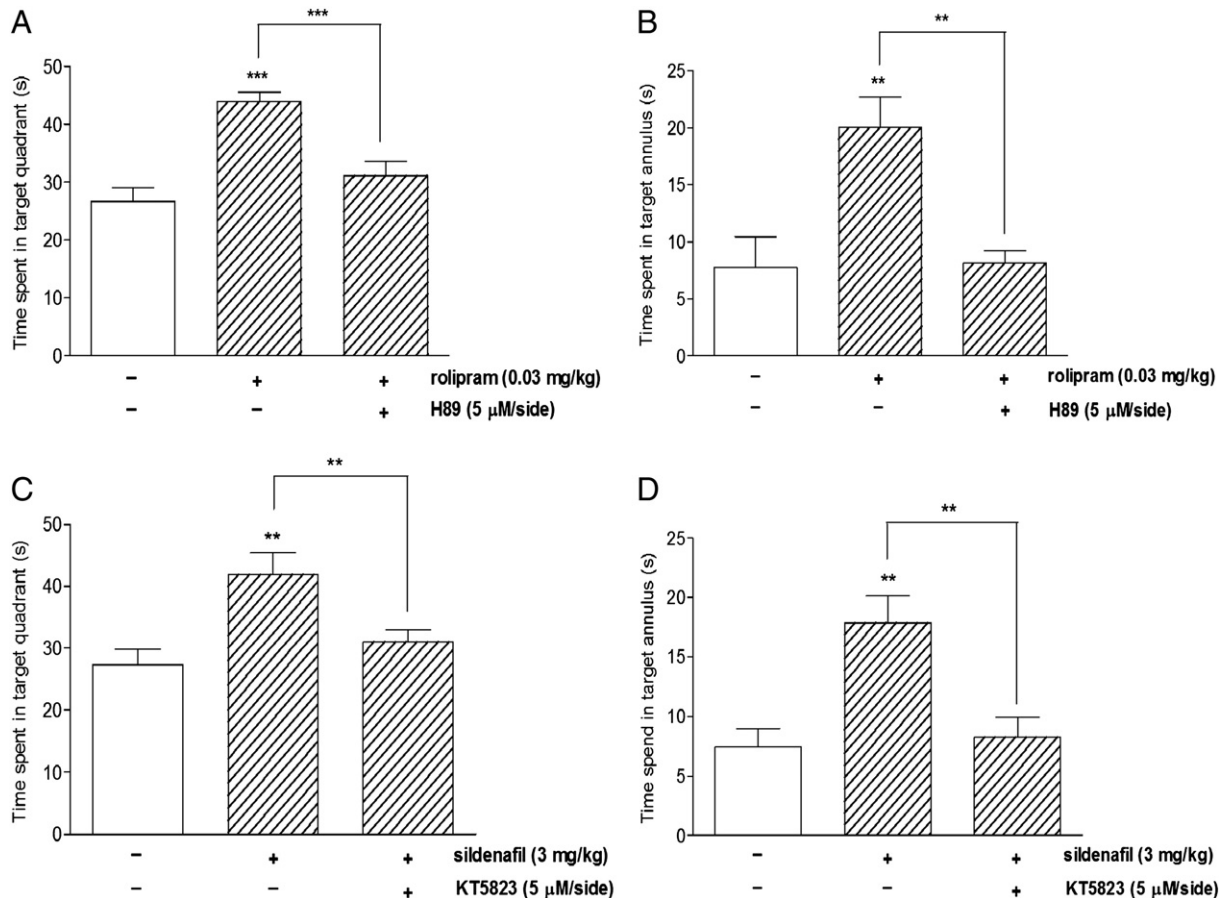 A
***
Time spent in target quadrant (s)
50
***
40
30
20
10
0
− + + rolipram (0.03 mg/kg)
− − + H89 (5 µM/side)
B
**
Time spent in target annulus (s)
25
**
20
15
10
5
0
− + + rolipram (0.03 mg/kg)
− − + H89 (5 µM/side)
C
**
Time spent in target quadrant (s)
50
**
40
30
20
10
0
− + + sildenafil (3 mg/kg)
− − + KT5823 (5 µM/side)
D
**
Time spend in target annulus (s)
25
**
20
15
10
5
0
− + + sildenafil (3 mg/kg)
− − + KT5823 (5 µM/side)